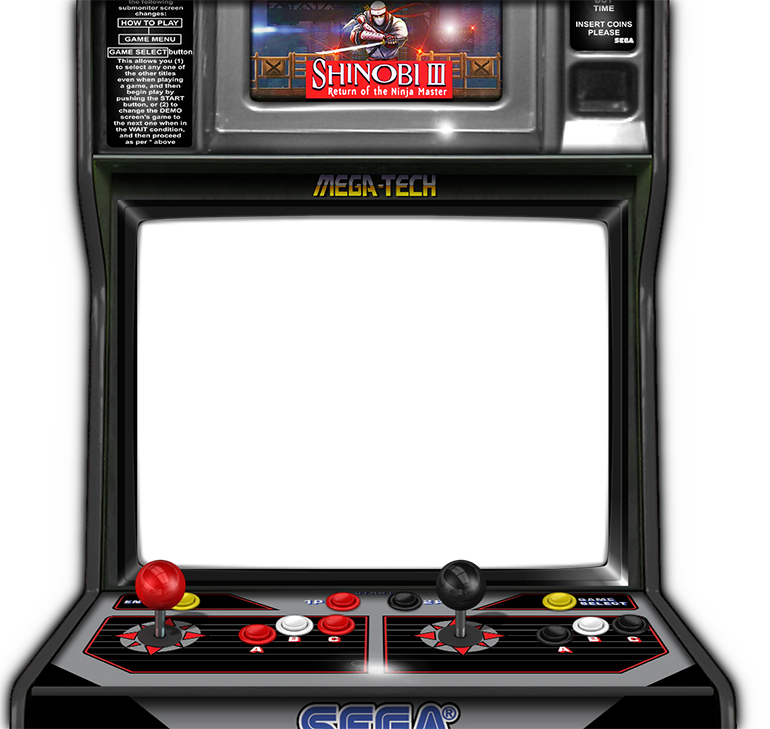 the following
submonitor screen
changes:
HOW TO PLAY
GAME MENU
GAME SELECT button
This allows you (1)
to select any one of
the other titles
even when playing
a game, and then
begin play by
pushing the START
button, or (2) to
change the DEMO
screen's game to
the next one when in
the WAIT condition,
and then proceed
as per * above
SHINOBI III
Return of the Ninja Master
BUY
TIME
INSERT COINS
PLEASE
SEGA
MEGA-TECH
1P START 2P
GAME
SELECT
A B C
A B C
SEGA®